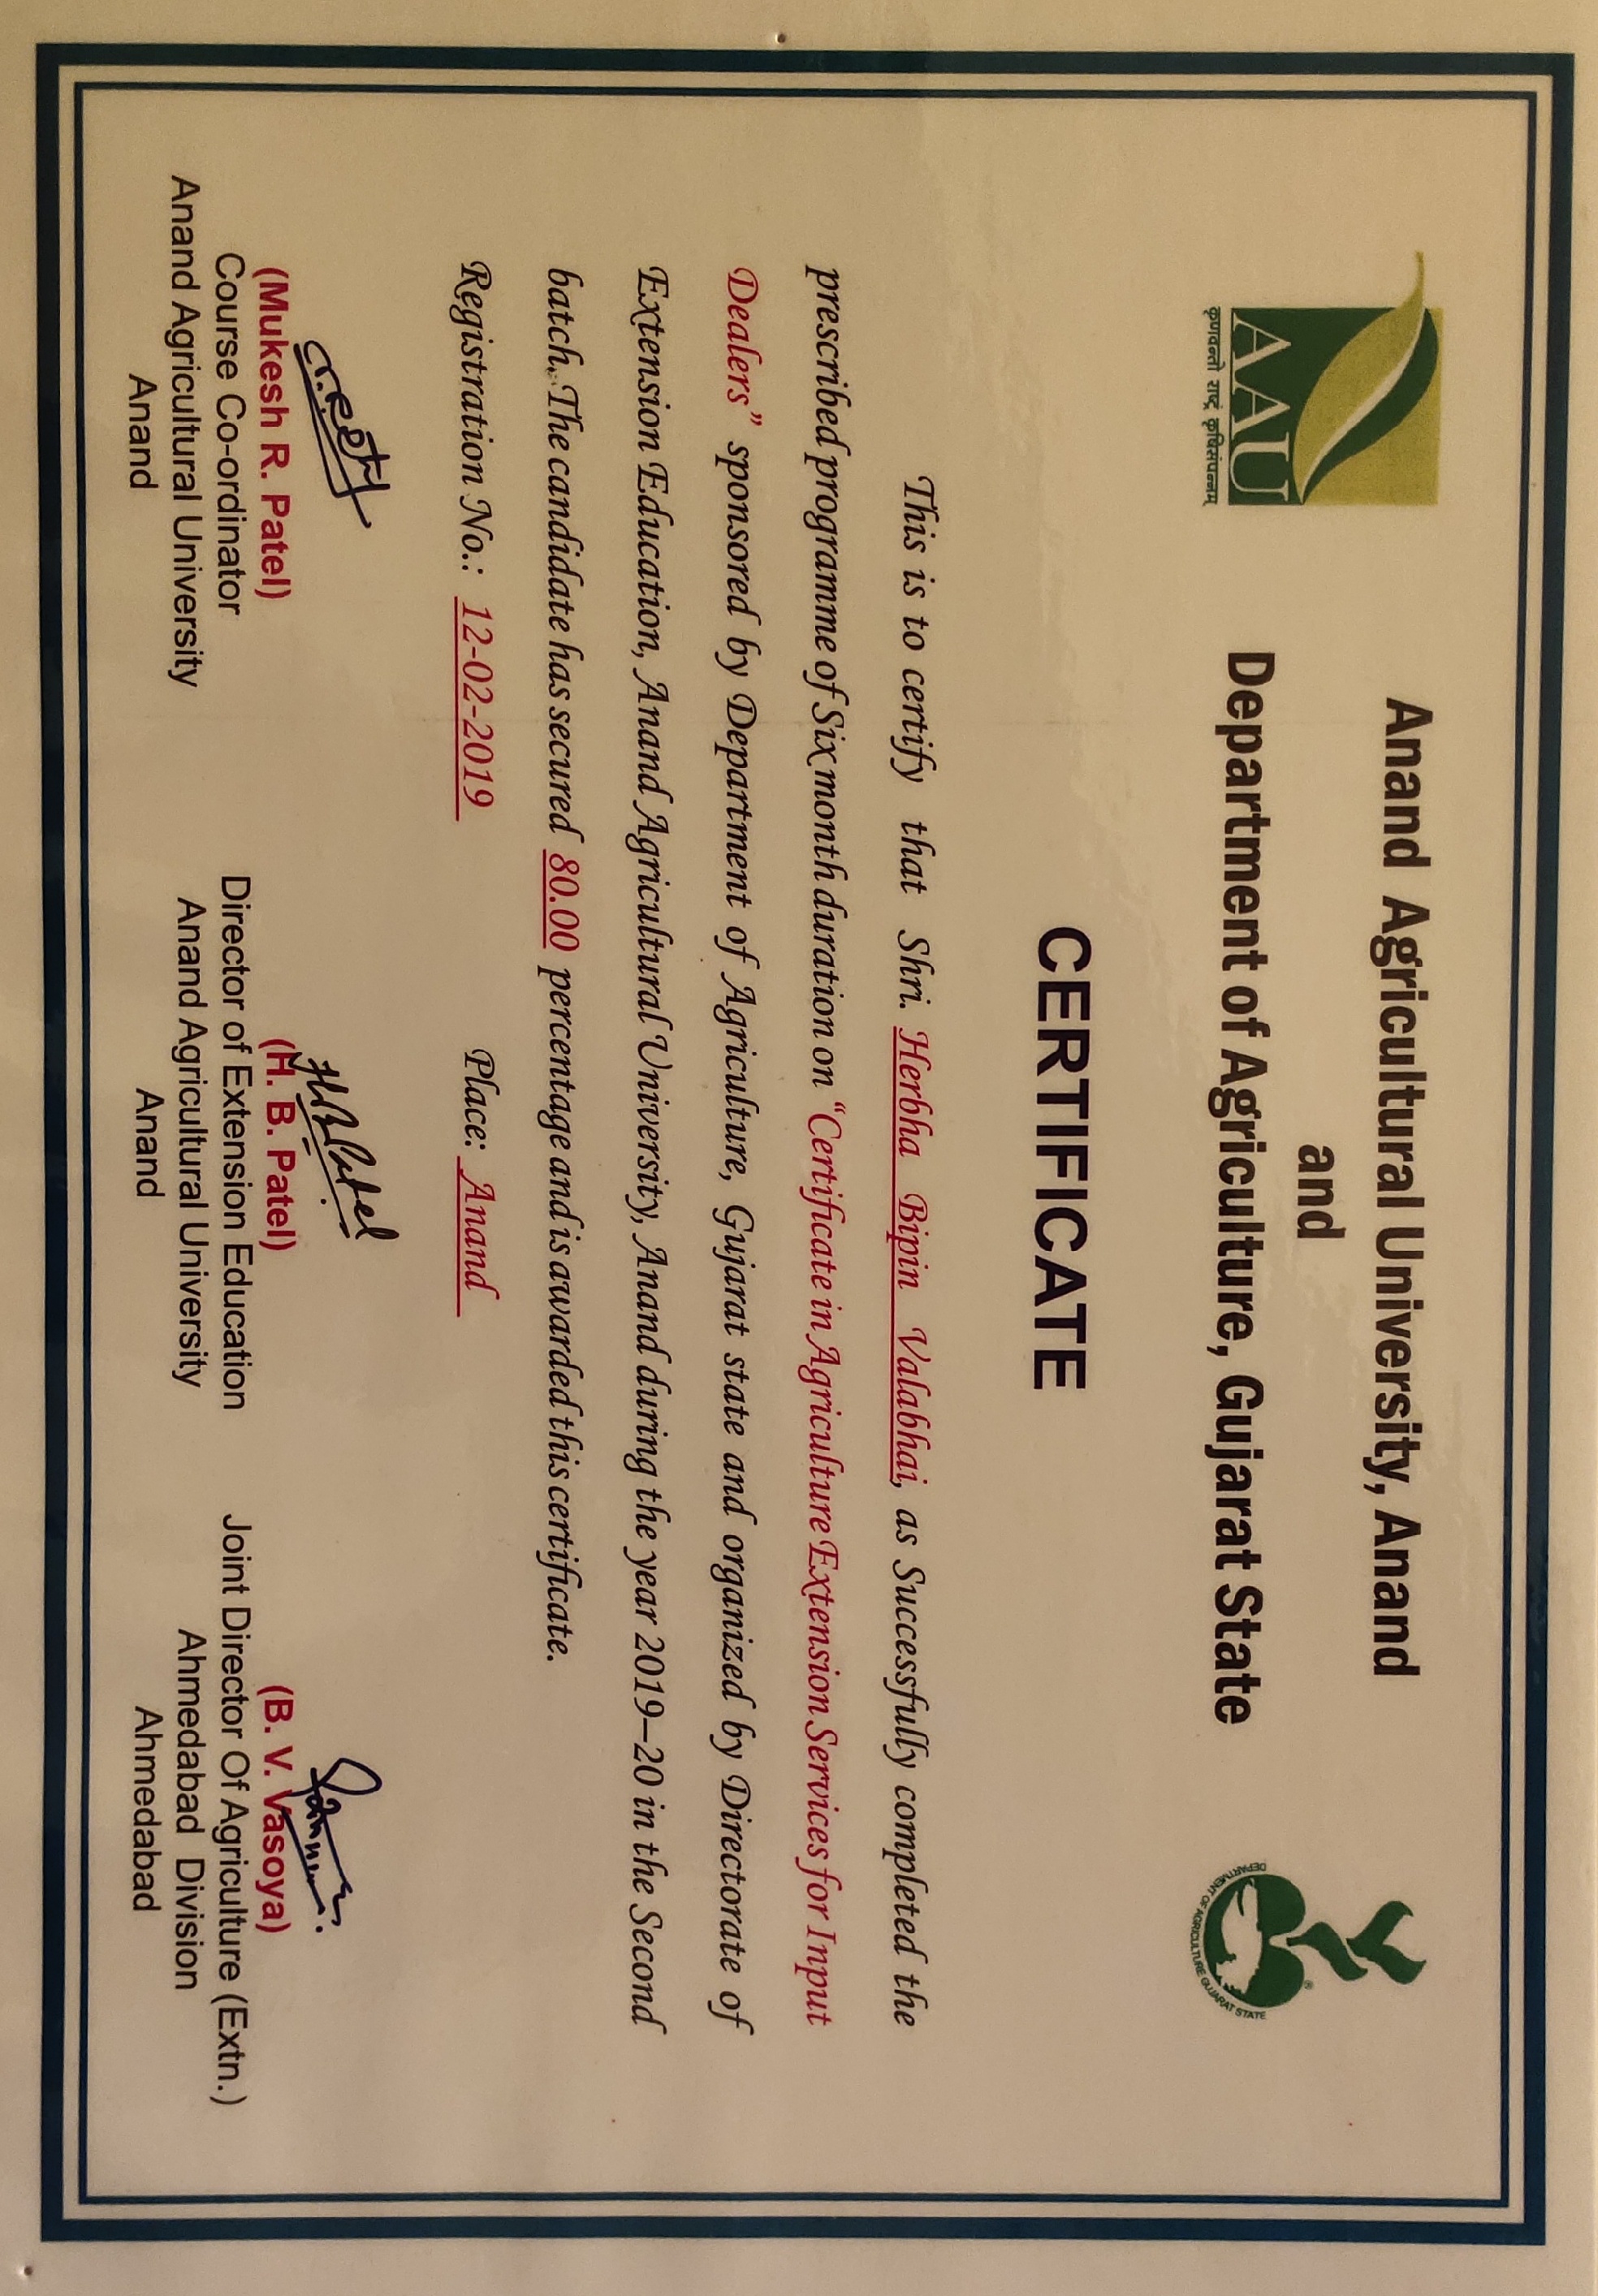 Anand Agricultural University, Anand
and
Department of Agriculture, Gujarat State
AAU
कृणवन्तो राष्ट्रं कृषिसंपन्नम्
®
DEPARTMENT OF AGRICULTURE GUJARAT STATE
CERTIFICATE
This is to certify that Shri. Herbha Bipin Valabhai, as Successfully completed the
prescribed programme of Six month duration on “Certificate in Agriculture Extension Services for Input
Dealers” sponsored by Department of Agriculture, Gujarat state and organized by Directorate of
Extension Education, Anand Agricultural University, Anand during the year 2019–20 in the Second
batch. The candidate has secured 80.00 percentage and is awarded this certificate.
Registration No.: 12-02-2019 Place: Anand
H B Patel
(Mukesh R. Patel)
Course Co-ordinator
Anand Agricultural University
Anand
(H. B. Patel)
Director of Extension Education
Anand Agricultural University
Anand
(B. V. Vasoya)
Joint Director Of Agriculture (Extn.)
Ahmedabad Division
Ahmedabad